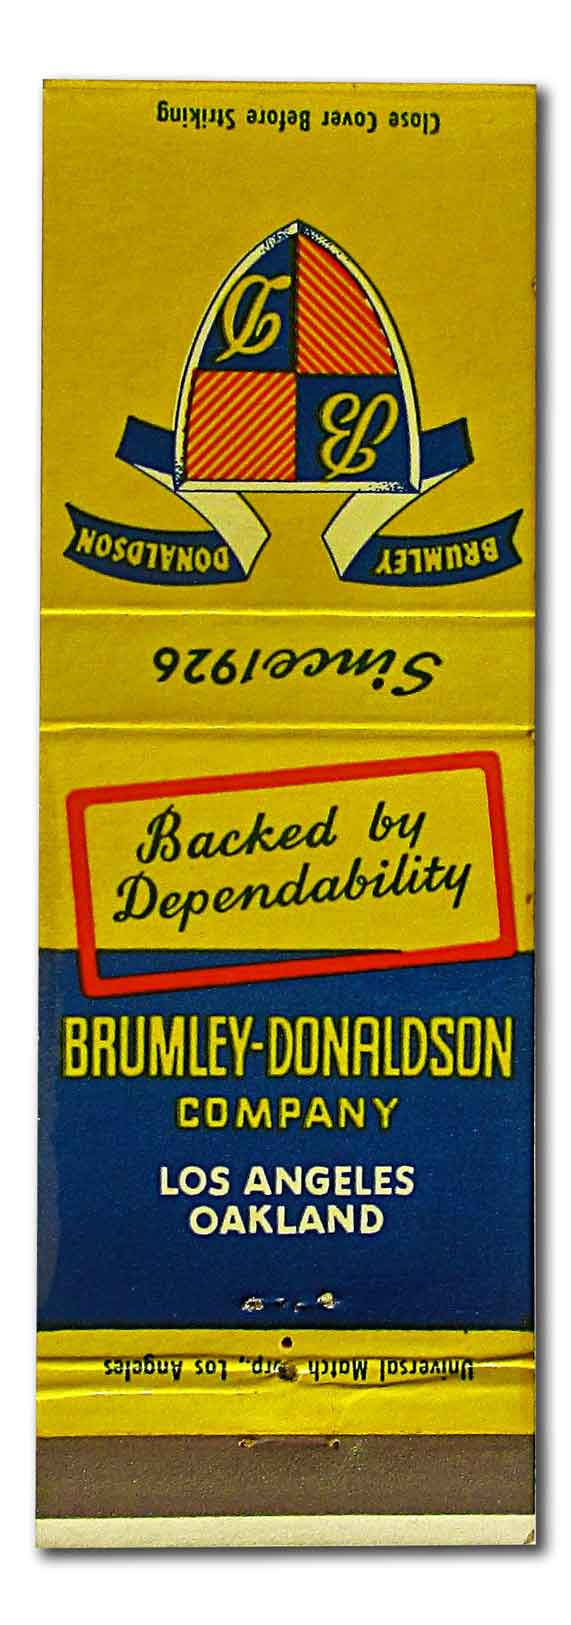 Close Cover Before Striking
B D
BRUMLEY DONALDSON
Since 1926
Backed by
Dependability
BRUMLEY-DONALDSON
COMPANY
LOS ANGELES
OAKLAND
Universal Match rp., Los Angeles